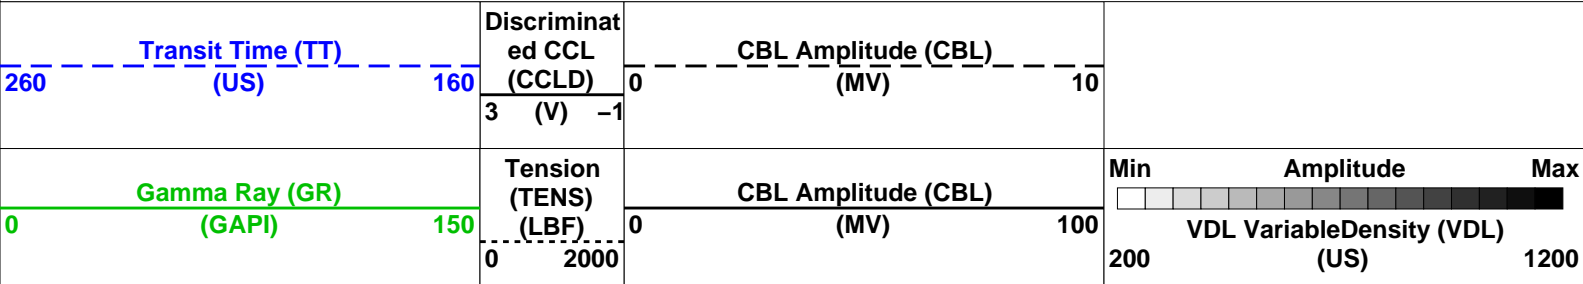 Transit Time (TT)
260 (US) 160
Discriminat
ed CCL
(CCLD)
3 (V) −1
CBL Amplitude (CBL)
0 (MV) 10
Gamma Ray (GR)
0 (GAPI) 150
Tension
(TENS)
(LBF)
0 2000
CBL Amplitude (CBL)
0 (MV) 100
Min Amplitude Max
VDL VariableDensity (VDL)
200 (US) 1200